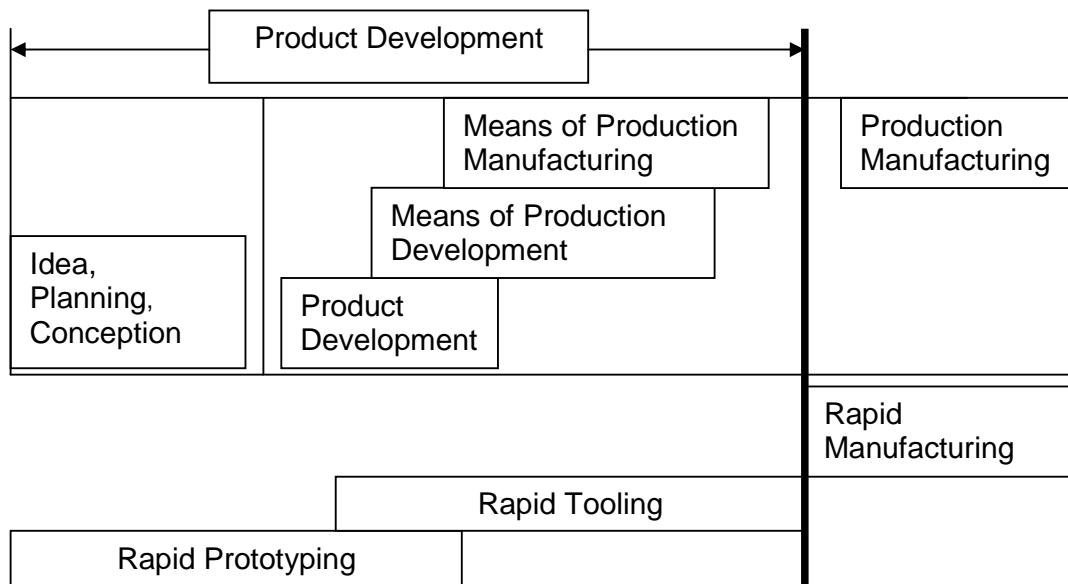 Product Development
Means of Production
Manufacturing
Production
Manufacturing
Means of Production
Development
Idea,
Planning,
Conception
Product
Development
Rapid
Manufacturing
Rapid Tooling
Rapid Prototyping